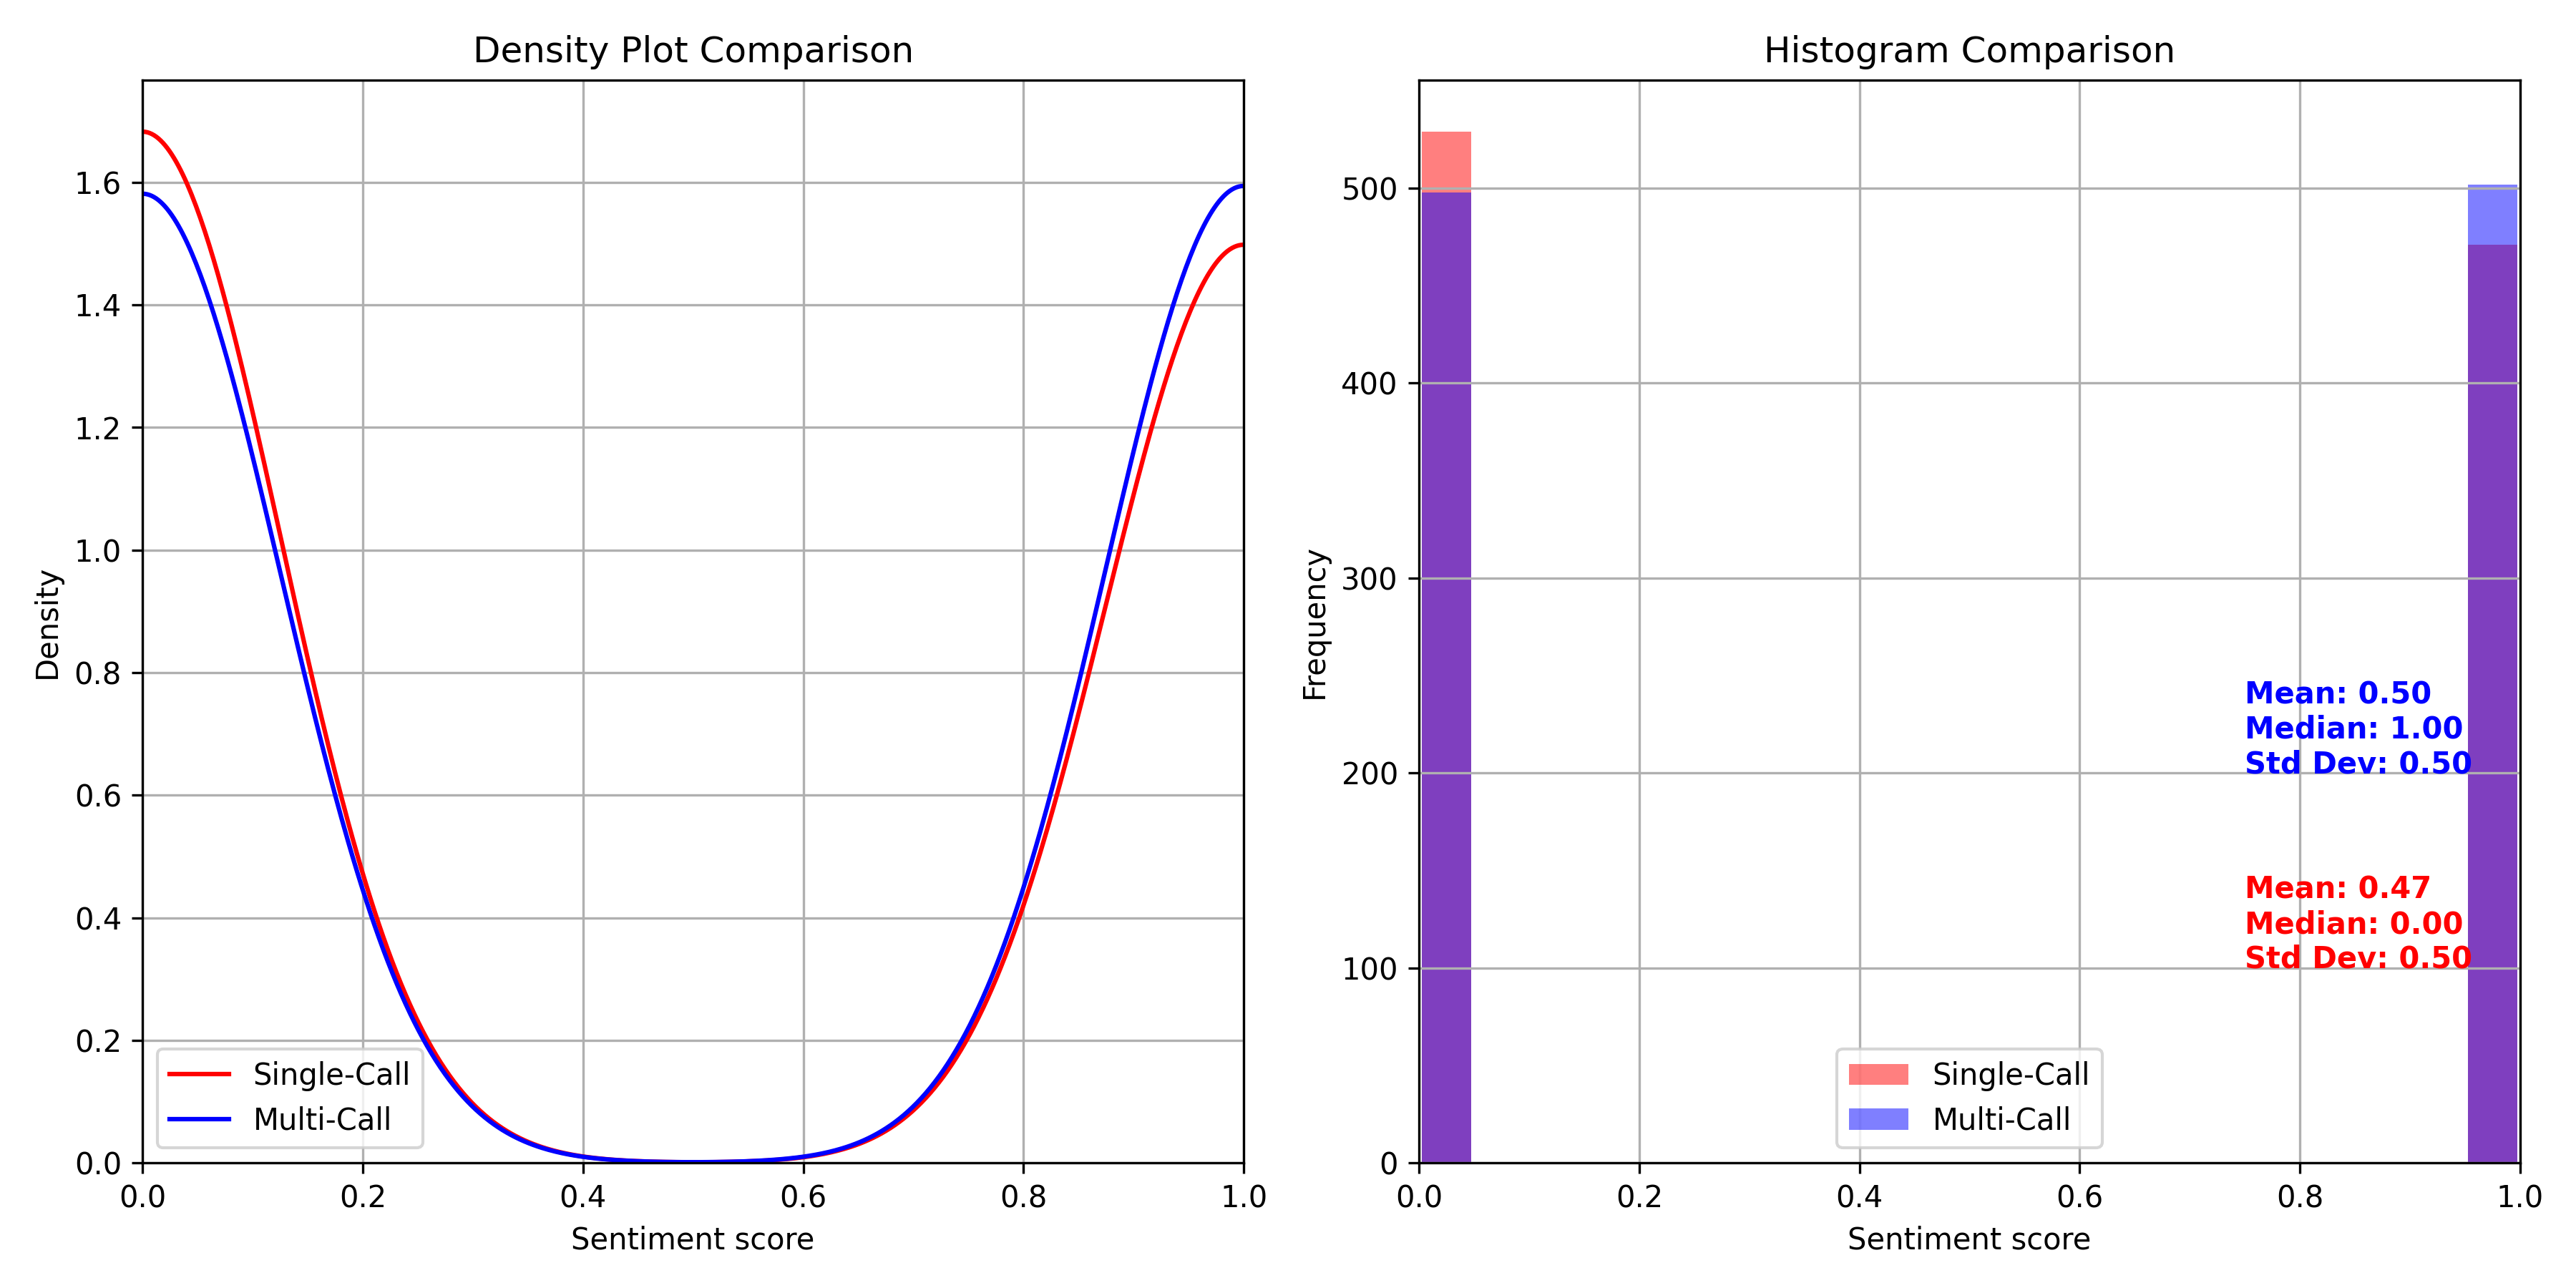 Density Plot Comparison
1.6
1.4
1.2
1.0
0.8
0.6
0.4
0.2
0.0
Density
Single-Call
Multi-Call
0.0 0.2 0.4 0.6 0.8 1.0
Sentiment score
Histogram Comparison
500
400
300
200
100
0
Frequency
Mean: 0.50
Median: 1.00
Std Dev: 0.50
Mean: 0.47
Median: 0.00
Std Dev: 0.50
Single-Call
Multi-Call
0.0 0.2 0.4 0.6 0.8 1.0
Sentiment score